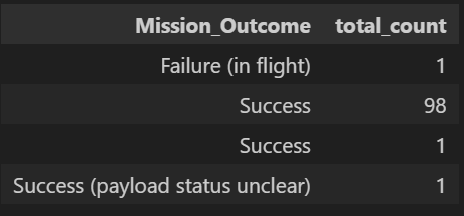 Mission_Outcome total_count
Failure (in flight) 1
Success 98
Success 1
Success (payload status unclear) 1